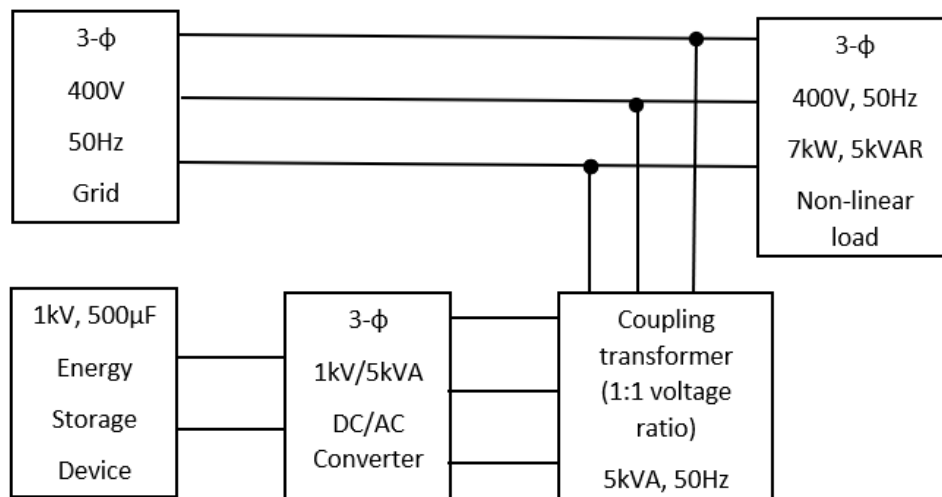 3-ϕ
400V
50Hz
Grid
3-ϕ
400V, 50Hz
7kW, 5kVAR
Non-linear
load
1kV, 500µF
Energy
Storage
Device
3-ϕ
1kV/5kVA
DC/AC
Converter
Coupling
transformer
(1:1 voltage
ratio)
5kVA, 50Hz